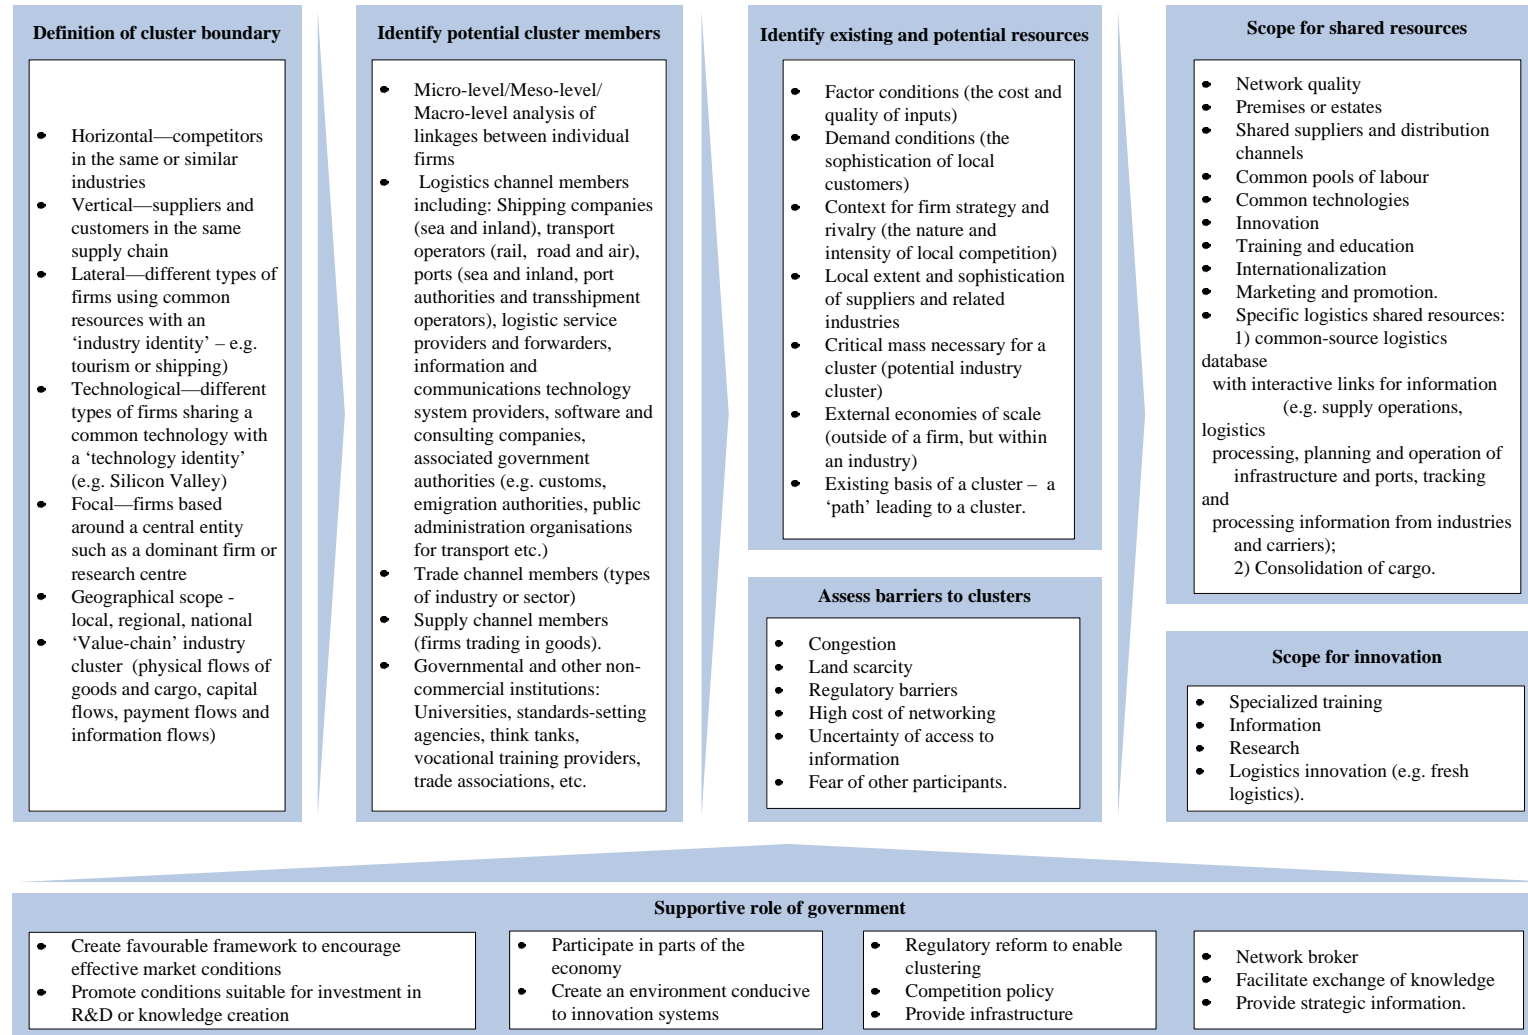 Definition of cluster boundary
• Horizontal—competitors
in the same or similar
industries
• Vertical—suppliers and
customers in the same
supply chain
• Lateral—different types of
firms using common
resources with an
‘industry identity’ – e.g.
tourism or shipping)
• Technological—different
types of firms sharing a
common technology with
a ‘technology identity’
(e.g. Silicon Valley)
• Focal—firms based
around a central entity
such as a dominant firm or
research centre
• Geographical scope -
local, regional, national
• ‘Value-chain’ industry
cluster (physical flows of
goods and cargo, capital
flows, payment flows and
information flows)
Identify potential cluster members
• Micro-level/Meso-level/
Macro-level analysis of
linkages between individual
firms
• Logistics channel members
including: Shipping companies
(sea and inland), transport
operators (rail, road and air),
ports (sea and inland, port
authorities and transshipment
operators), logistic service
providers and forwarders,
information and
communications technology
system providers, software and
consulting companies,
associated government
authorities (e.g. customs,
emigration authorities, public
administration organisations
for transport etc.)
• Trade channel members (types
of industry or sector)
• Supply channel members
(firms trading in goods).
• Governmental and other non-
commercial institutions:
Universities, standards-setting
agencies, think tanks,
vocational training providers,
trade associations, etc.
Identify existing and potential resources
• Factor conditions (the cost and
quality of inputs)
• Demand conditions (the
sophistication of local
customers)
• Context for firm strategy and
rivalry (the nature and
intensity of local competition)
• Local extent and sophistication
of suppliers and related
industries
• Critical mass necessary for a
cluster (potential industry
cluster)
• External economies of scale
(outside of a firm, but within
an industry)
• Existing basis of a cluster – a
‘path’ leading to a cluster.
Assess barriers to clusters
• Congestion
• Land scarcity
• Regulatory barriers
• High cost of networking
• Uncertainty of access to
information
• Fear of other participants.
Scope for shared resources
• Network quality
• Premises or estates
• Shared suppliers and distribution
channels
• Common pools of labour
• Common technologies
• Innovation
• Training and education
• Internationalization
• Marketing and promotion.
• Specific logistics shared resources:
1) common-source logistics
database
with interactive links for information
(e.g. supply operations,
logistics
processing, planning and operation of
infrastructure and ports, tracking
and
processing information from industries
and carriers);
2) Consolidation of cargo.
Scope for innovation
• Specialized training
• Information
• Research
• Logistics innovation (e.g. fresh
logistics).
Supportive role of government
• Create favourable framework to encourage
effective market conditions
• Promote conditions suitable for investment in
R&D or knowledge creation
• Participate in parts of the
economy
• Create an environment conducive
to innovation systems
• Regulatory reform to enable
clustering
• Competition policy
• Provide infrastructure
• Network broker
• Facilitate exchange of knowledge
• Provide strategic information.